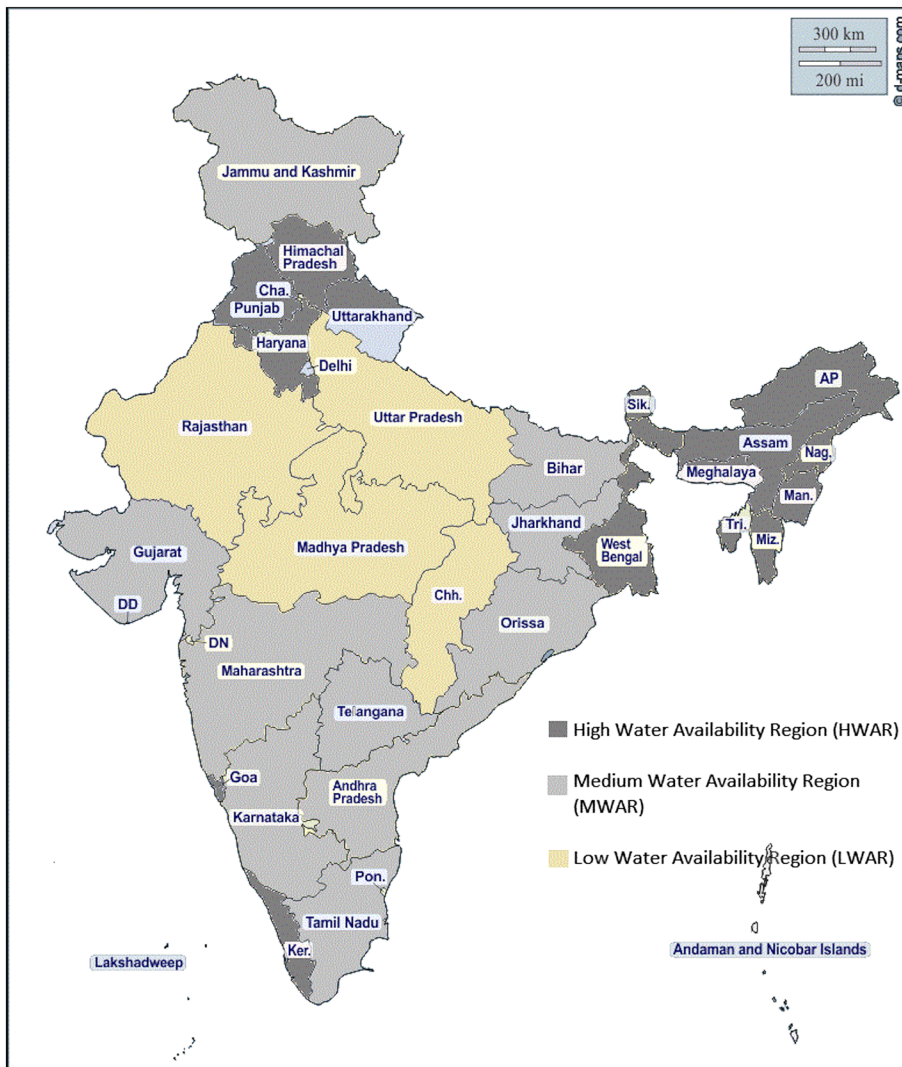 300 km
200 mi
© d-maps.com
Jammu and Kashmir
Himachal
Pradesh
Cha.
Punjab
Uttarakhand
Haryana
Delhi
AP
Sik.
Rajasthan
Uttar Pradesh
Assam
Nag.
Bihar
Meghalaya
Man.
Jharkhand
Tri.
Miz.
Gujarat
Madhya Pradesh
West
Bengal
Chh.
DD
Orissa
DN
Maharashtra
Telangana
High Water Availability Region (HWAR)
Goa
Andhra
Pradesh
Medium Water Availability Region
(MWAR)
Karnataka
Low Water Availability Region (LWAR)
Pon.
Tamil Nadu
Ker.
Lakshadweep
Andaman and Nicobar Islands